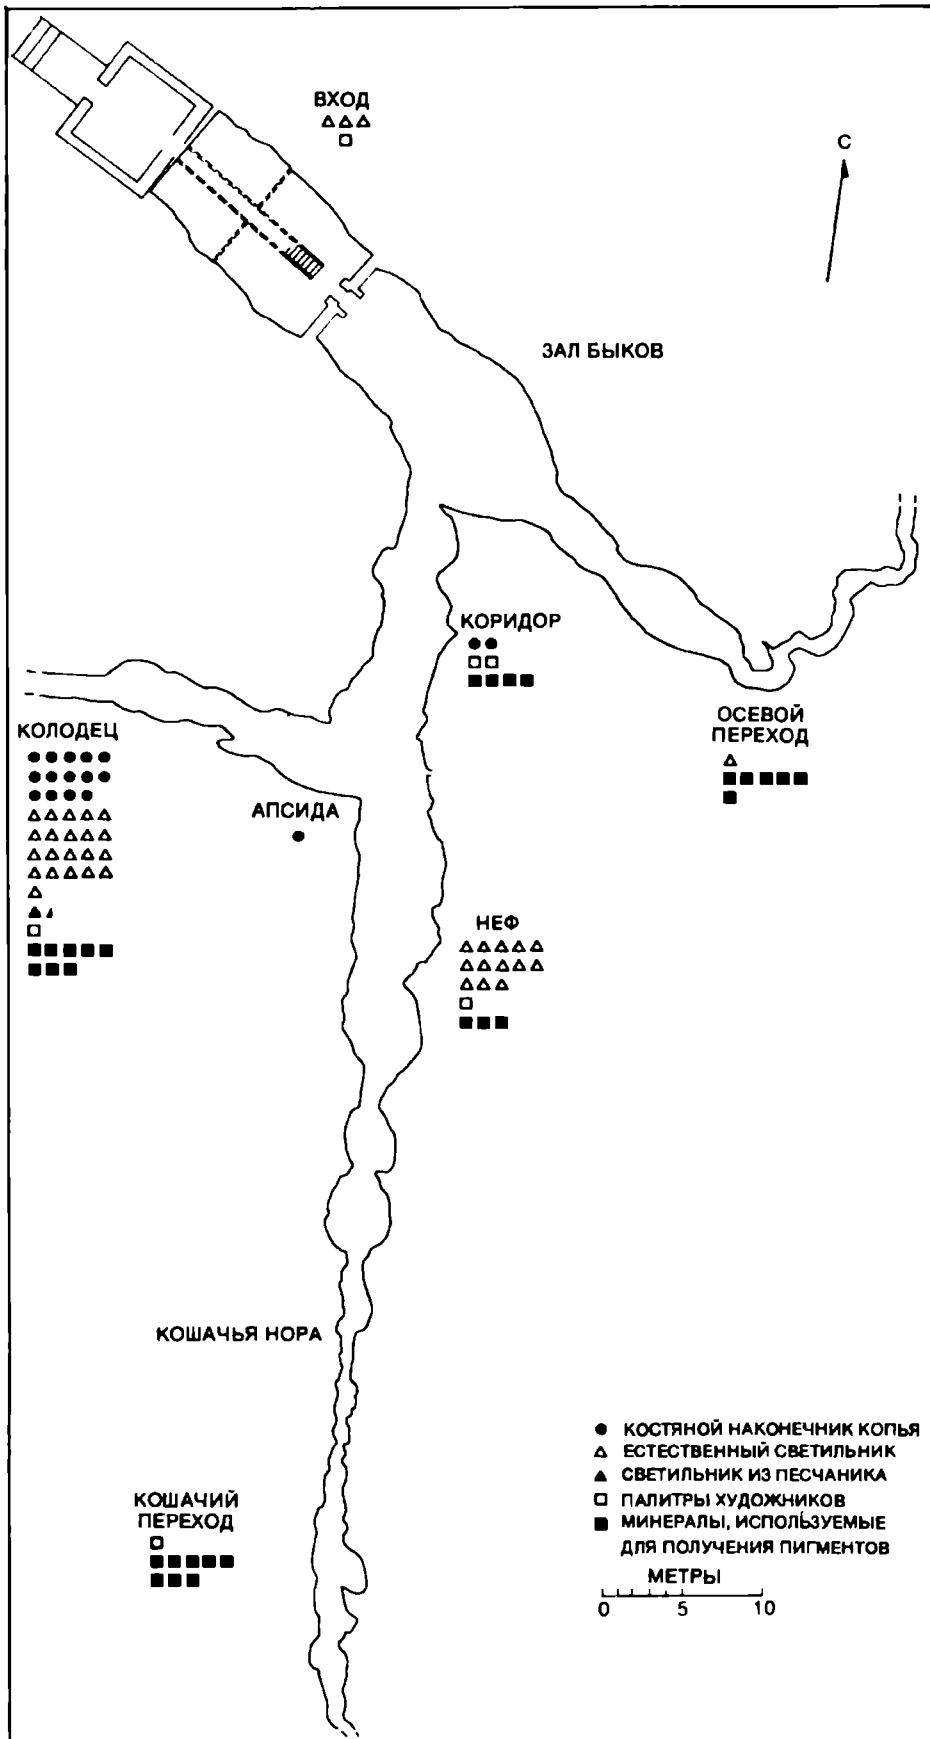 ВХОД
С
ЗАЛ БЫКОВ
КОРИДОР
КОЛОДЕЦ
ОСЕВОЙ
ПЕРЕХОД
АПСИДА
НЕФ
КОШАЧЬЯ НОРА
КОШАЧИЙ
ПЕРЕХОД
КОСТЯНОЙ НАКОНЕЧНИК КОПЬЯ
ЕСТЕСТВЕННЫЙ СВЕТИЛЬНИК
СВЕТИЛЬНИК ИЗ ПЕСЧАНИКА
ПАЛИТРЫ ХУДОЖНИКОВ
МИНЕРАЛЫ, ИСПОЛЬЗУЕМЫЕ
ДЛЯ ПОЛУЧЕНИЯ ПИГМЕНТОВ
МЕТРЫ
0 5 10